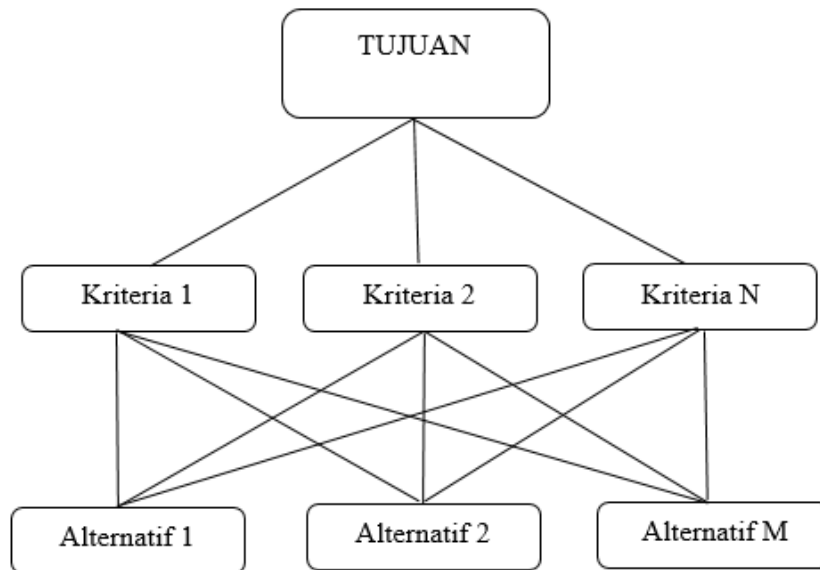 TUJUAN
Kriteria 1
Kriteria 2
Kriteria N
Alternatif 1
Alternatif 2
Alternatif M